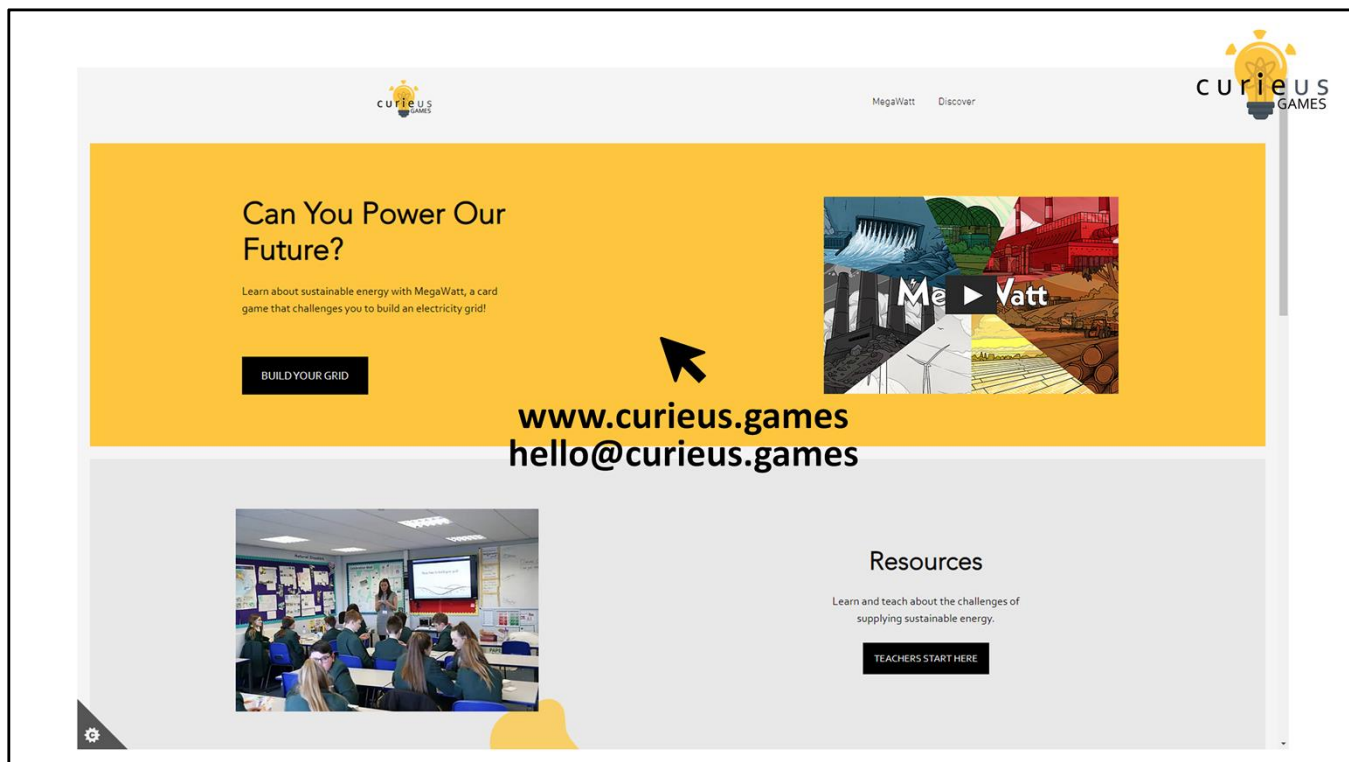 curieus
GAMES
MegaWatt Discover
curieus
GAMES
Can You Power Our
Future?
Learn about sustainable energy with MegaWatt, a card
game that challenges you to build an electricity grid!
BUILD YOUR GRID
www.curieus.games
hello@curieus.games
Resources
Learn and teach about the challenges of
supplying sustainable energy.
TEACHERS START HERE